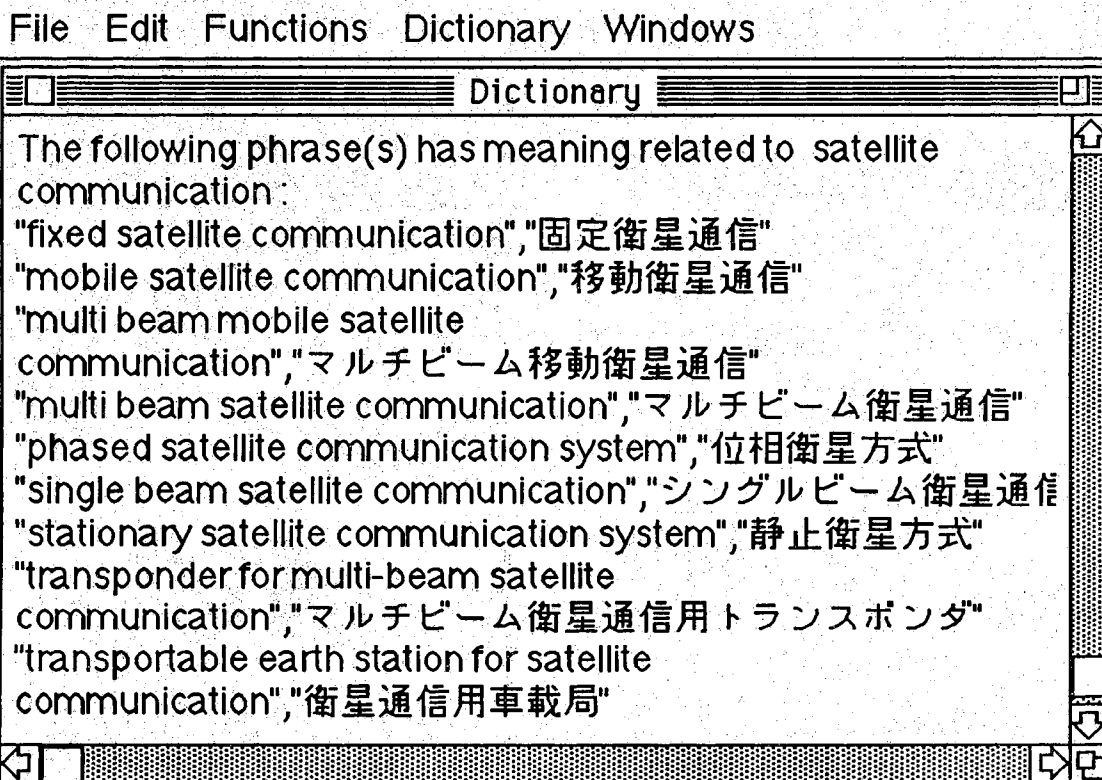 File Edit Functions Dictionary Windows
Dictionary
The following phrase(s) has meaning related to satellite
communication :
"fixed satellite communication","固定衛星通信"
"mobile satellite communication","移動衛星通信"
"multi beam mobile satellite
communication","マルチビーム移動衛星通信"
"multi beam satellite communication","マルチビーム衛星通信"
"phased satellite communication system","位相衛星方式"
"single beam satellite communication","シングルビーム衛星通信
"stationary satellite communication system","静止衛星方式"
"transponder for multi-beam satellite
communication","マルチビーム衛星通信用トランスボンダ"
"transportable earth station for satellite
communication","衛星通信用車載局"